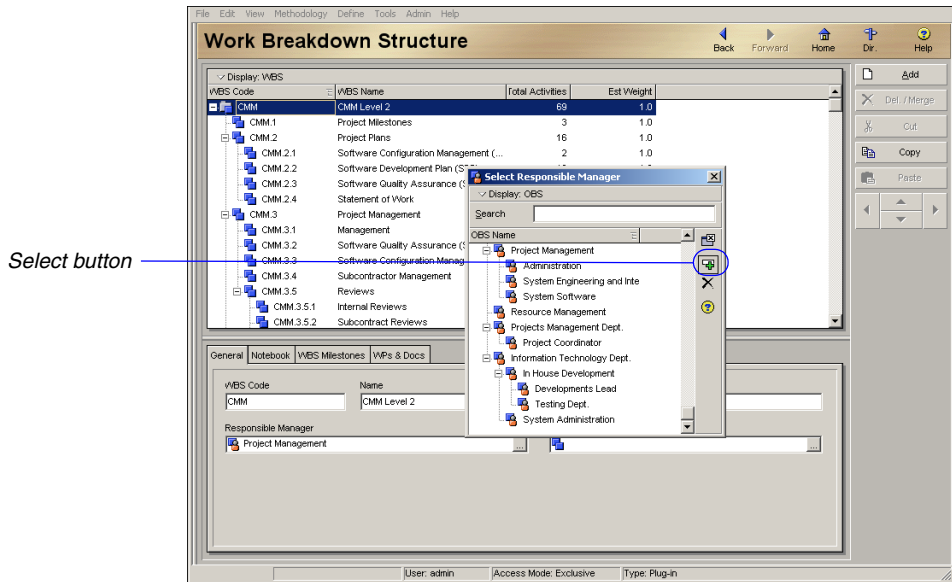 File Edit View Methodology Define Tools Admin Help
Work Breakdown Structure
Back Forward Home Dir. Help
Display: WBS
WBS Code WBS Name Total Activities Est Weight
CMM CMM Level 2 69 1.0
CMM.1 Project Milestones 3 1.0
CMM.2 Project Plans 16 1.0
CMM.2.1 Software Configuration Management (... 2 1.0
CMM.2.2 Software Development Plan
CMM.2.3 Software Quality Assurance
CMM.2.4 Statement of Work
CMM.3 Project Management
CMM.3.1 Management
CMM.3.2 Software Quality Assurance
CMM.3.3 Software Configuration Manag
CMM.3.4 Subcontractor Management
CMM.3.5 Reviews
CMM.3.5.1 Internal Reviews
CMM.3.5.2 Subcontract Reviews
Add
Del. / Merge
Cut
Copy
Paste
Select Responsible Manager
Display: OBS
Search
OBS Name
Project Management
Administration
System Engineering and Inte
System Software
Resource Management
Projects Management Dept.
Project Coordinator
Information Technology Dept.
In House Development
Developments Lead
Testing Dept.
System Administration
Select button
General Notebook WBS Milestones WPs & Docs
WBS Code Name
CMM CMM Level 2
Responsible Manager
Project Management ... ...
User: admin Access Mode: Exclusive Type: Plug-in